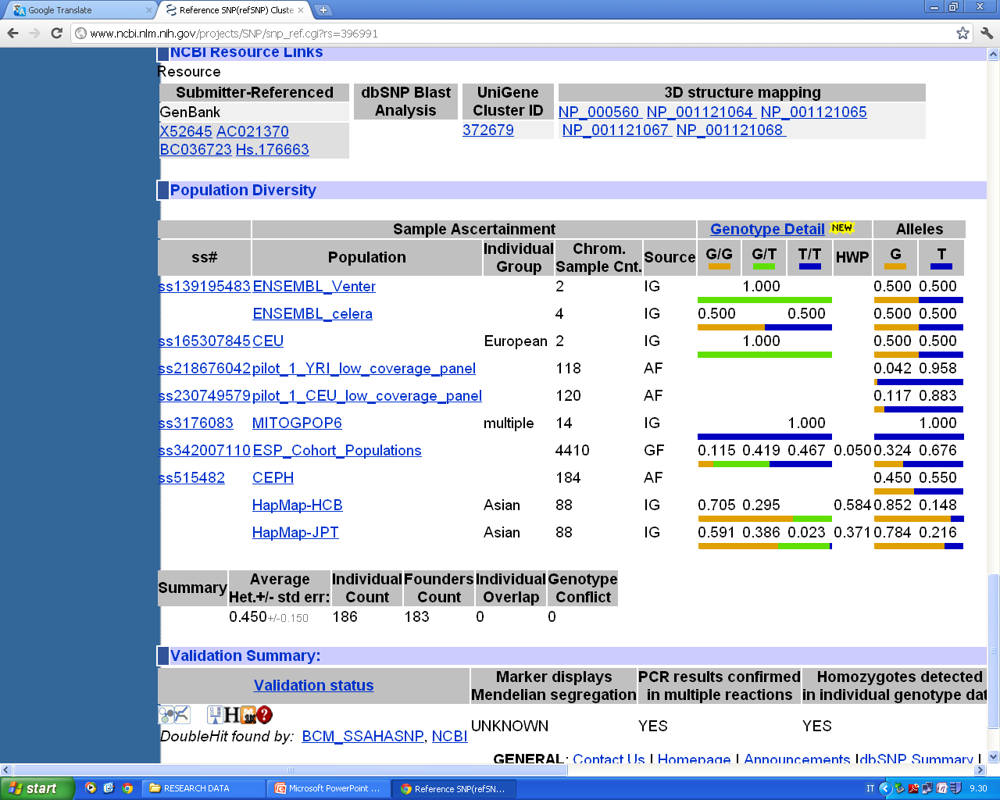 Google Translate
Reference SNP(refSNP) Cluste
www.ncbi.nlm.nih.gov/projects/SNP/snp_ref.cgi?rs=396991
NCBI Resource Links
Resource
Submitter-Referenced dbSNP Blast Analysis UniGene Cluster ID 3D structure mapping
GenBank NP_000560 NP_001121064 NP_001121065
X52645 AC021370 372679 NP_001121067 NP_001121068
BC036723 Hs.176663
Population Diversity
Sample Ascertainment Genotype Detail NEW Alleles
ss# Population Individual Group Chrom. Sample Cnt. Source G/G G/T T/T HWP G T
ss139195483 ENSEMBL_Venter 2 IG 1.000 0.500 0.500
ENSEMBL_celera 4 IG 0.500 0.500 0.500 0.500
ss165307845 CEU European 2 IG 1.000 0.500 0.500
ss218676042 pilot_1_YRI_low_coverage_panel 118 AF 0.042 0.958
ss230749579 pilot_1_CEU_low_coverage_panel 120 AF 0.117 0.883
ss3176083 MITOGPOP6 multiple 14 IG 1.000 1.000
ss342007110 ESP_Cohort_Populations 4410 GF 0.115 0.419 0.467 0.050 0.324 0.676
ss515482 CEPH 184 AF 0.450 0.550
HapMap-HCB Asian 88 IG 0.705 0.295 0.584 0.852 0.148
HapMap-JPT Asian 88 IG 0.591 0.386 0.023 0.371 0.784 0.216
Summary Average Het.+/- std err: Individual Count Founders Count Individual Overlap Genotype Conflict
0.450+/-0.150 186 183 0 0
Validation Summary:
Validation status Marker displays Mendelian segregation PCR results confirmed in multiple reactions Homozygotes detected in individual genotype dat
H UNKNOWN YES YES
DoubleHit found by: BCM_SSAHASNP, NCBI
GENERAL: Contact Us | Homepage | Announcements |dbSNP Summary |
start RESEARCH DATA Microsoft PowerPoint ... Reference SNP(refSN... IT 9.30